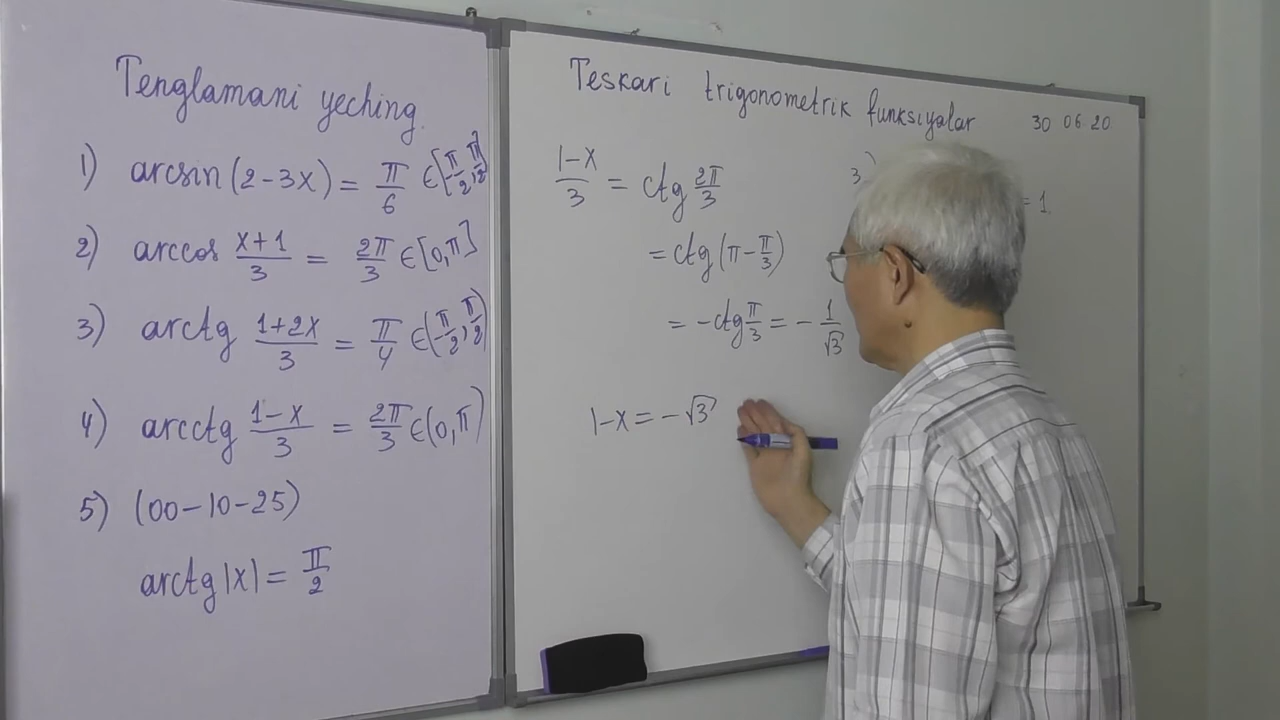 Tenglamani yeching.
1) arcsin (2-3x) = π/6 ∈[-π/2, π/2]
2) arccos (x+1)/3 = 2π/3 ∈[0,π]
3) arctg (1+2x)/3 = π/4 ∈(-π/2, π/2)
4) arcctg (1-x)/3 = 2π/3 ∈(0,π)
5) (00-10-25)
arctg|x| = π/2
Teskari trigonometrik funksiyalar 30 06.20.
(1-x)/3 = ctg 2π/3
= ctg (π - π/3)
= -ctg π/3 = - 1/√3
1-x = -√3
3)
= 1.